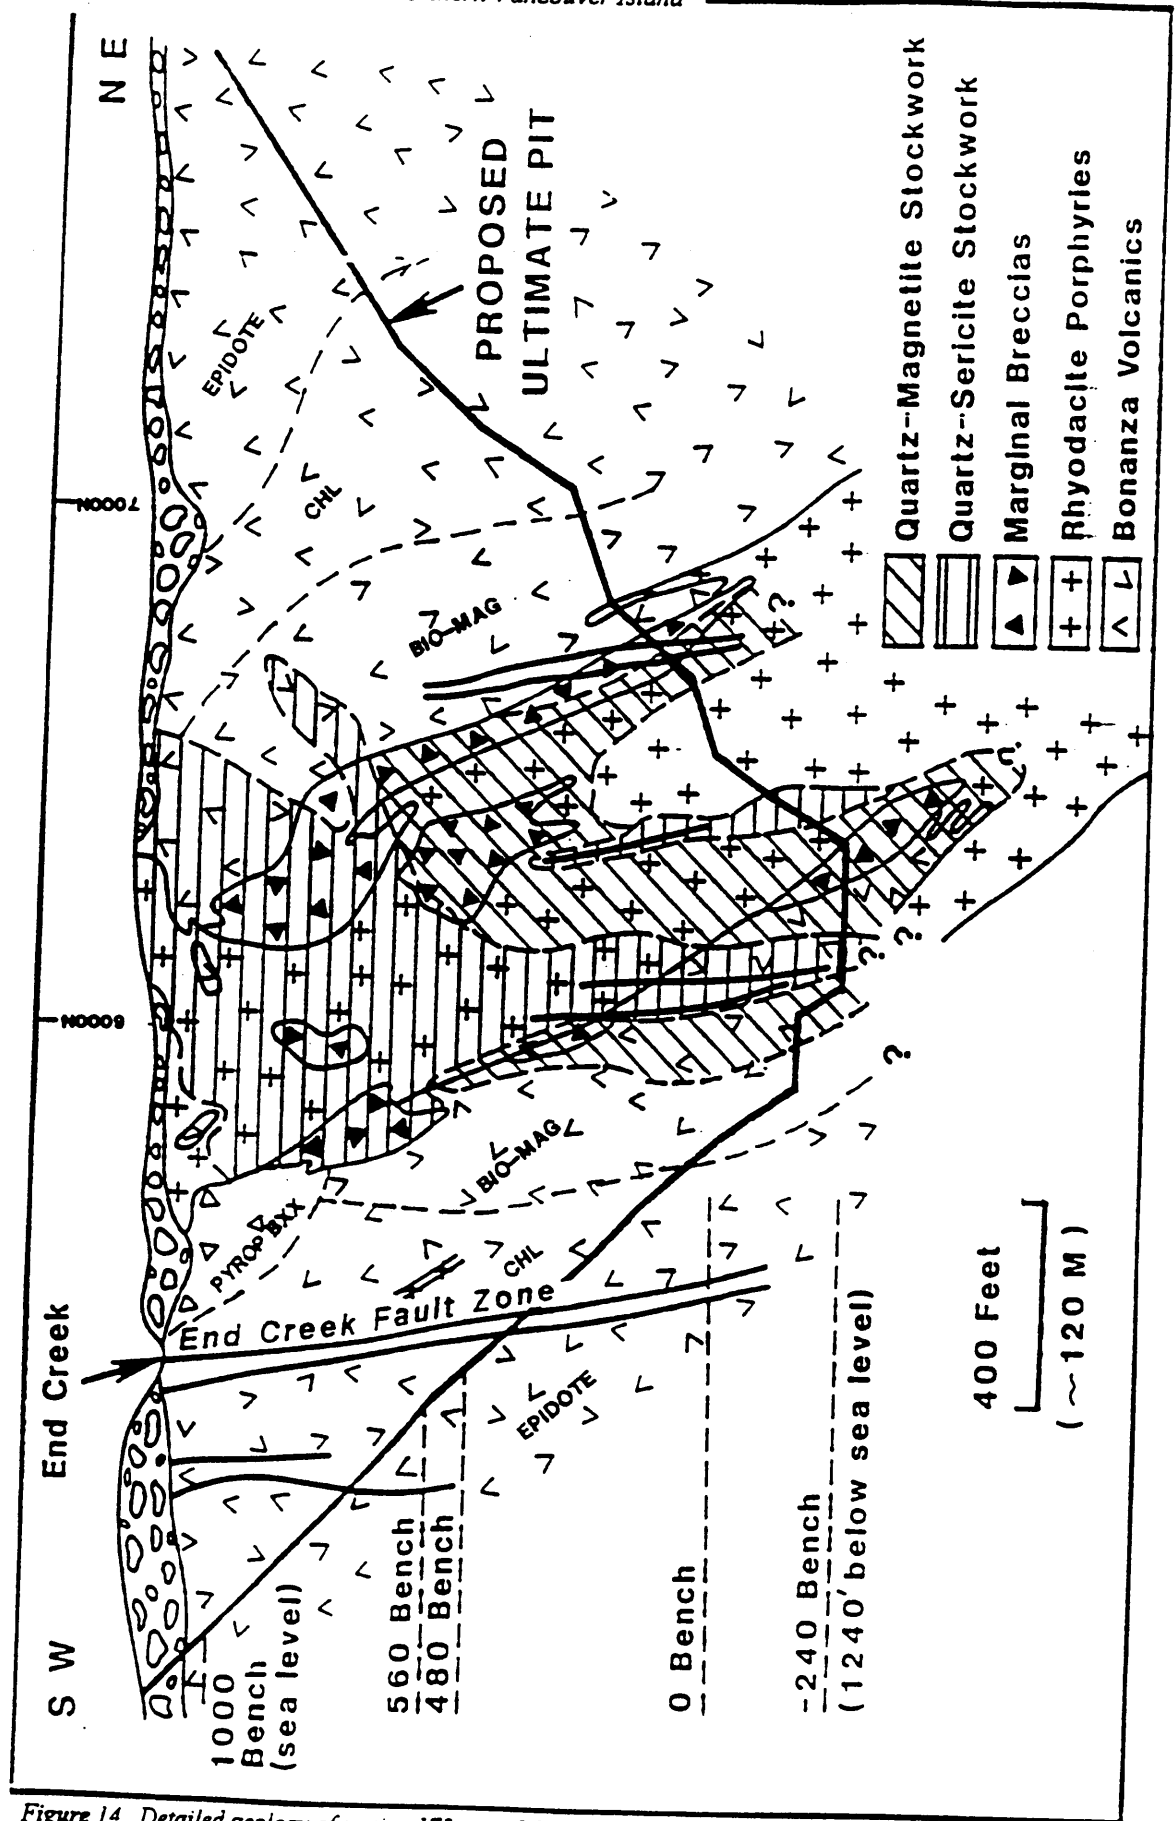 Vancouver Island
S W
End Creek
N E
6000N
7000N
EPIDOTE
CHL
BIO-MAG
PROPOSED
ULTIMATE PIT
PYROP BXX
BIO-MAG
CHL
End Creek Fault Zone
EPIDOTE
1000
Bench
(sea level)
560 Bench
480 Bench
0 Bench
-240 Bench
(1240' below sea level)
?
?
?
?
?
400 Feet
(~120 M)
Quartz-Magnetite Stockwork
Quartz-Sericite Stockwork
Marginal Breccias
Rhyodacite Porphyries
Bonanza Volcanics
Figure 14. Detailed geology